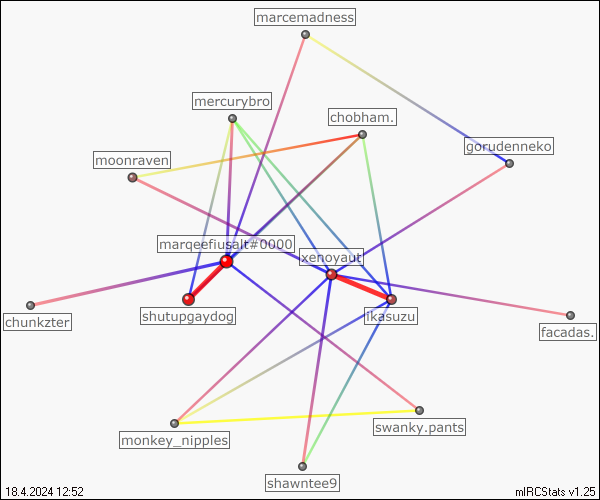 marcemadness
mercurybro
chobham.
gorudenneko
moonraven
marqeefiusalt#0000
xenoyaut
chunkzter
shutupgaydog
ikasuzu
facadas.
monkey_nipples
swanky.pants
shawntee9
18.4.2024 12:52
mIRCStats v1.25